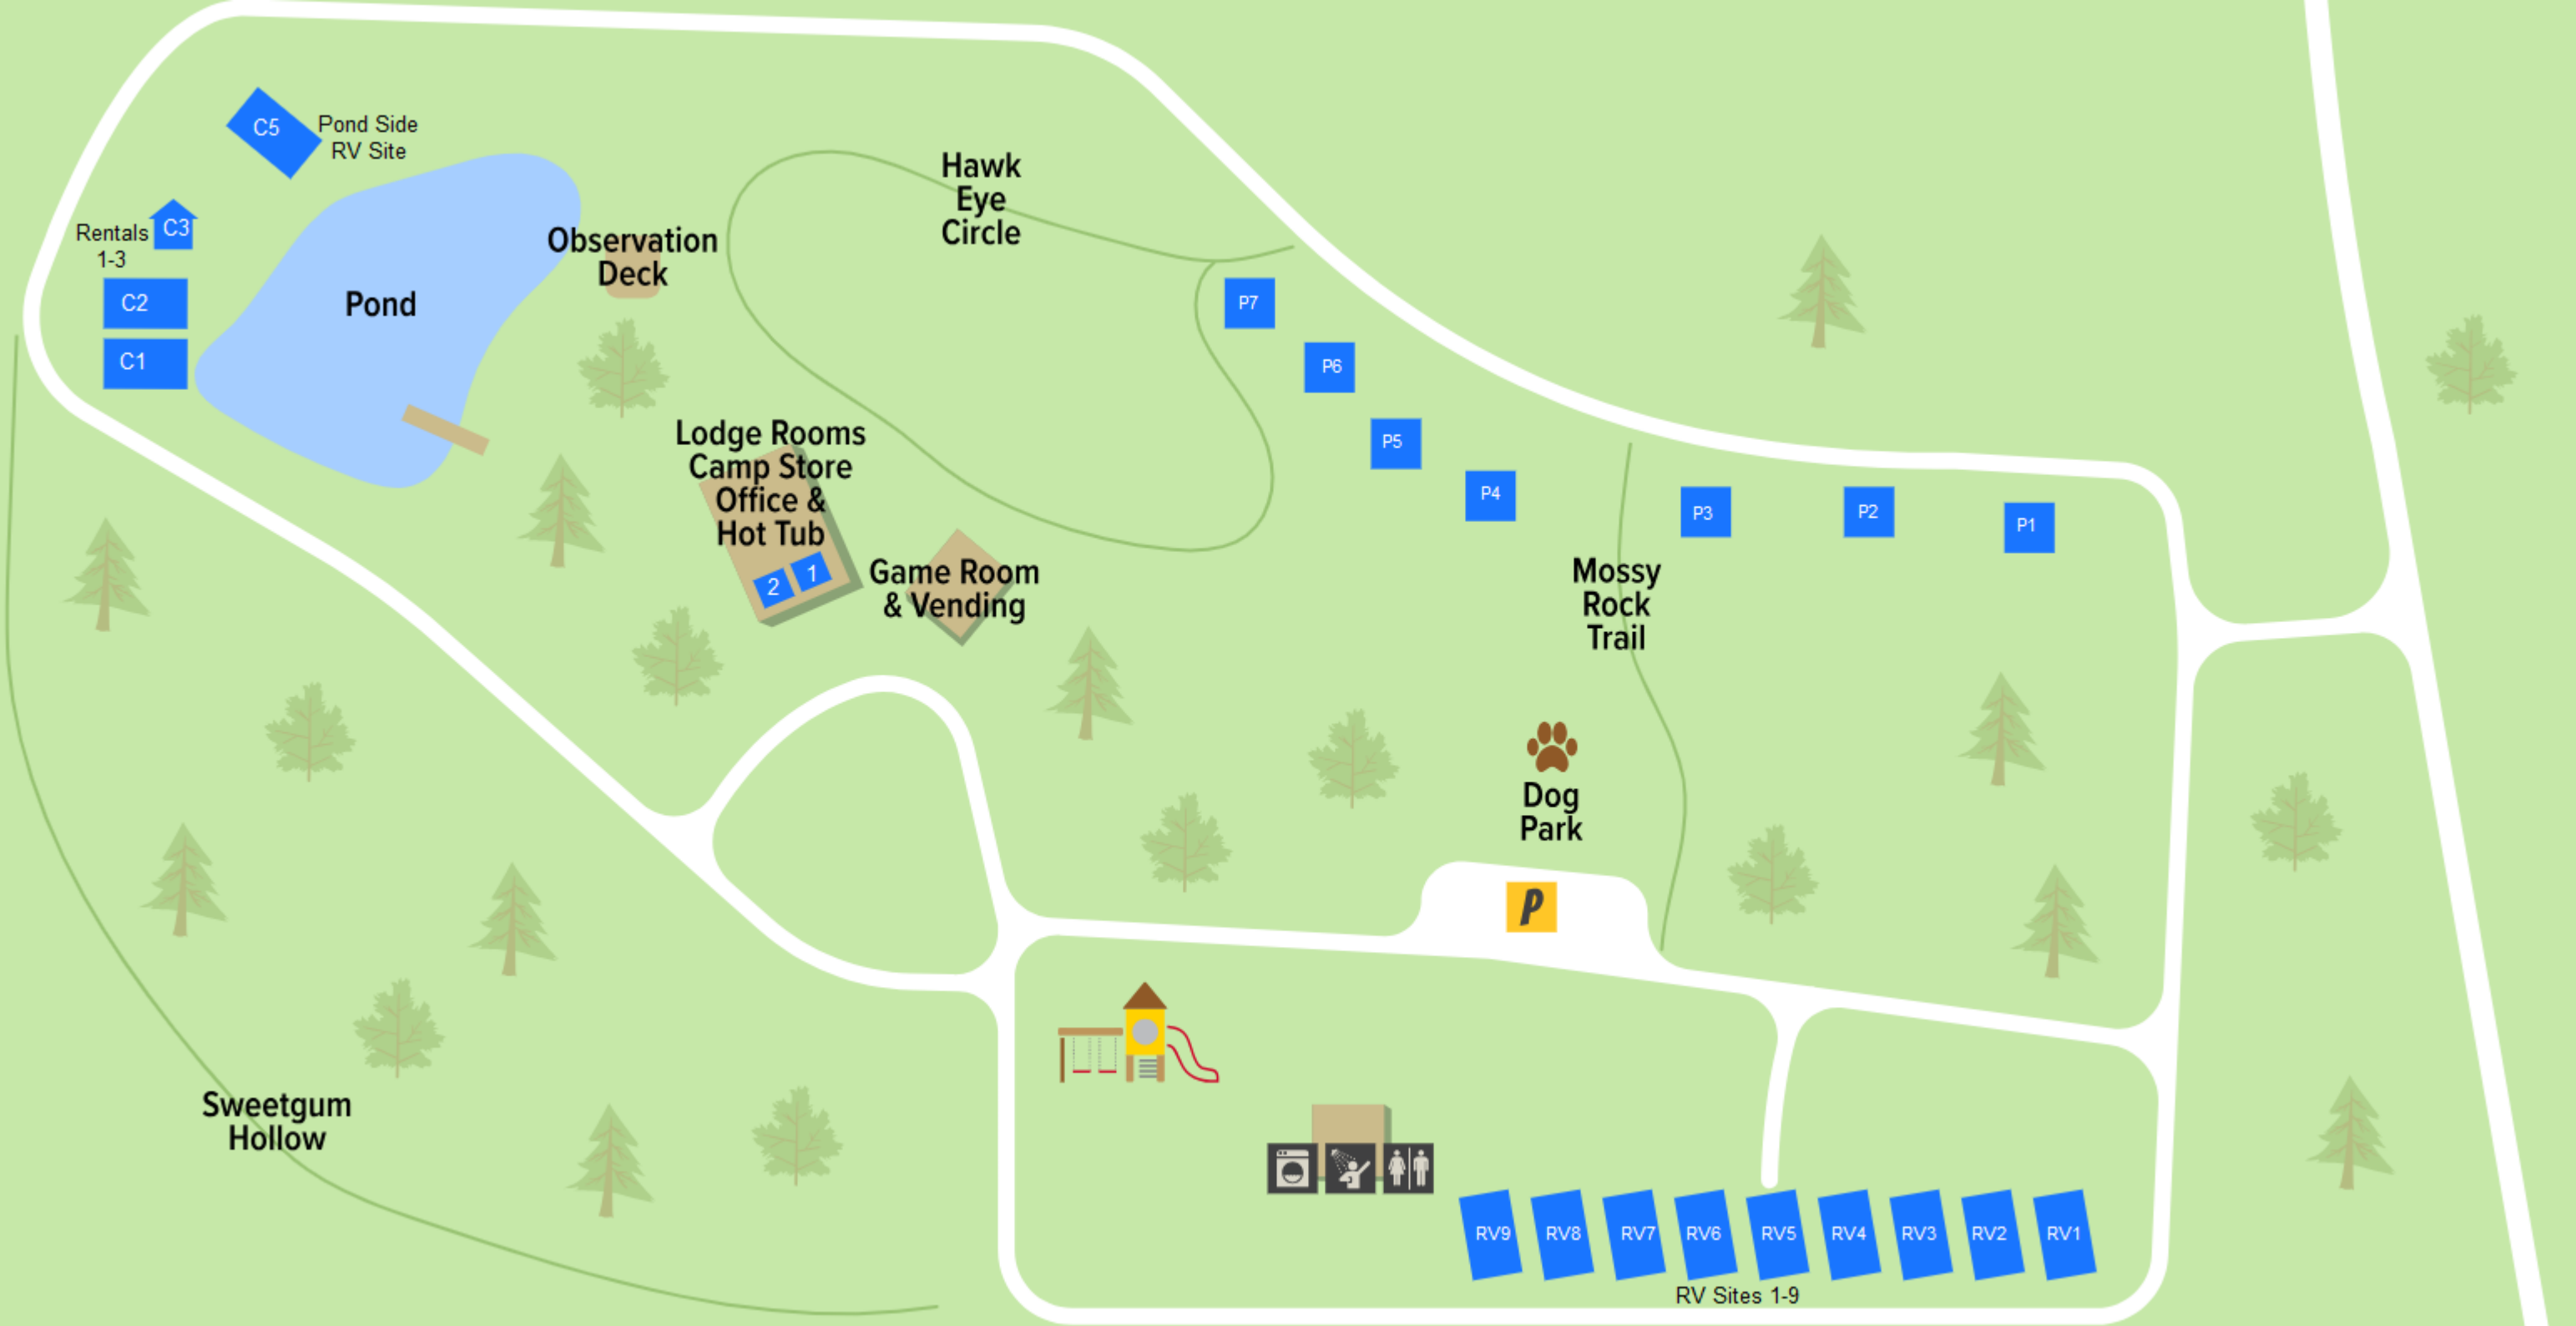 C5
Pond Side
RV Site
Rentals
1-3
C3
C2
C1
Pond
Observation
Deck
Hawk
Eye
Circle
P7
P6
P5
P4
P3
P2
P1
Lodge Rooms
Camp Store
Office &
Hot Tub
2
1
Game Room
& Vending
Mossy
Rock
Trail
Dog
Park
P
Sweetgum
Hollow
RV9
RV8
RV7
RV6
RV5
RV4
RV3
RV2
RV1
RV Sites 1-9